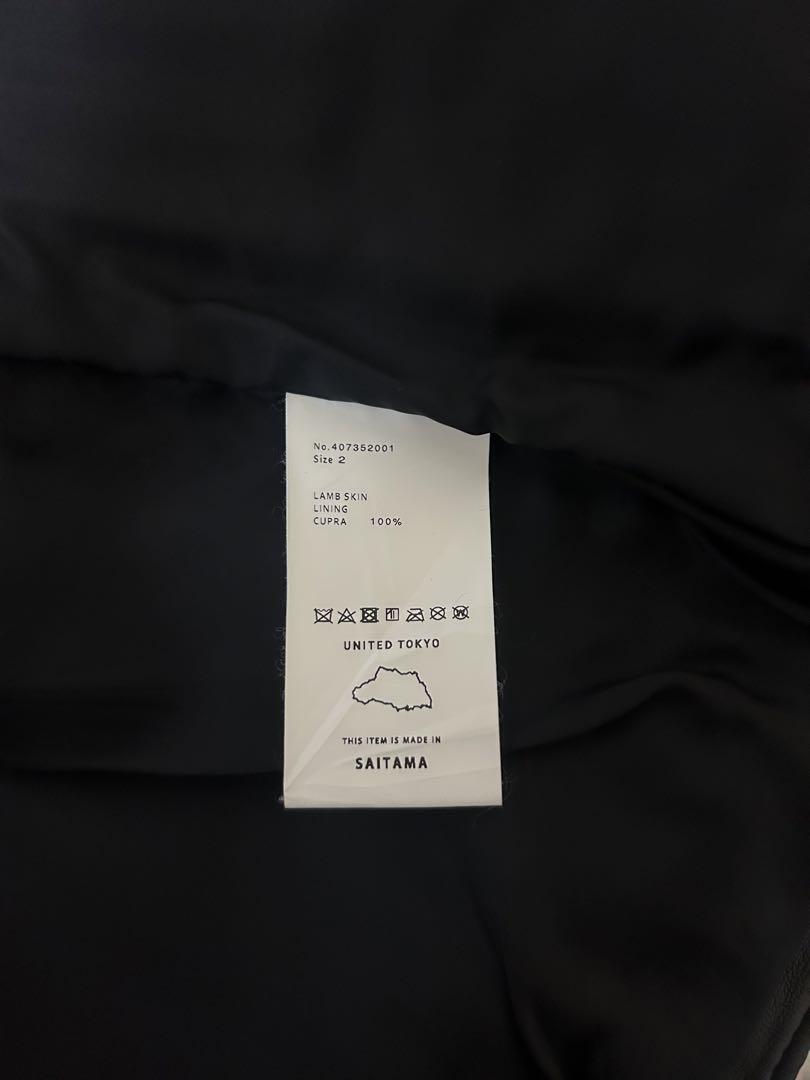 No.407352001
Size 2
LAMB SKIN
LINING
CUPRA 100%
UNITED TOKYO
THIS ITEM IS MADE IN
SAITAMA